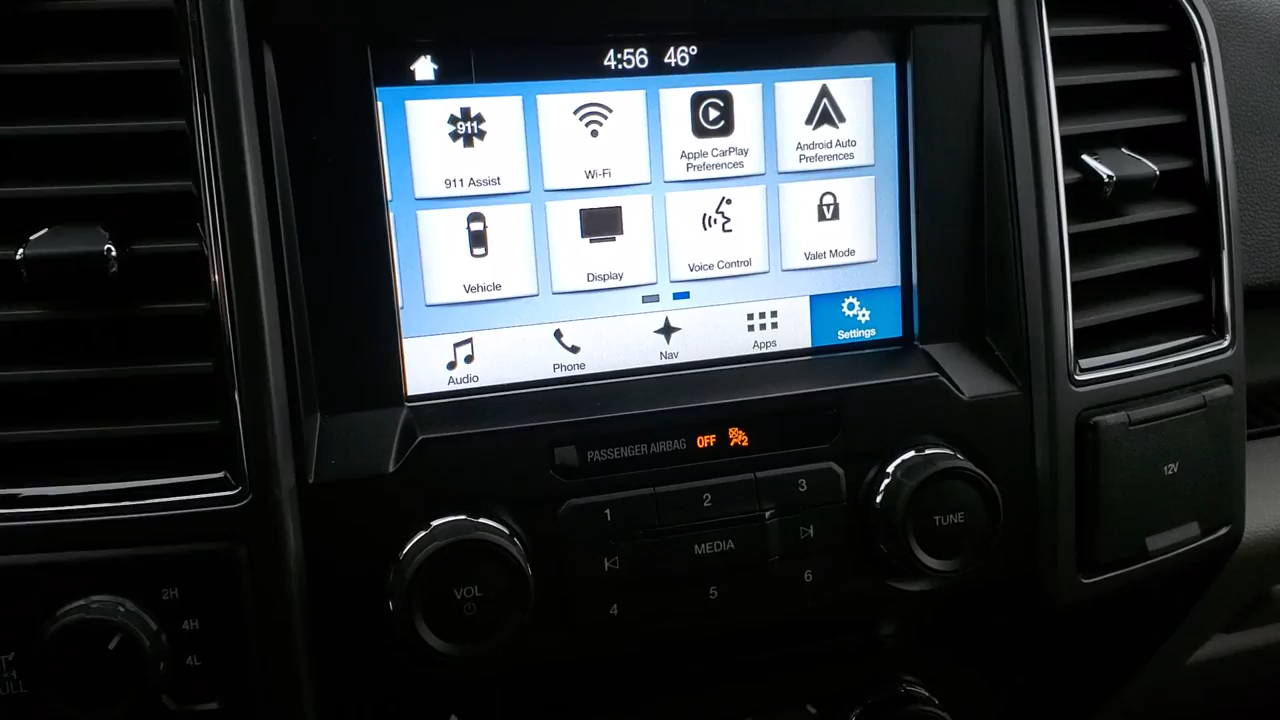 4:56 46°
911
911 Assist
Wi-Fi
Apple CarPlay
Preferences
Android Auto
Preferences
Vehicle
Display
Voice Control
V
Valet Mode
Audio
Phone
Nav
Apps
Settings
PASSENGER AIRBAG OFF 2
1
2
3
VOL
MEDIA
TUNE
4
5
6
12V
2H
4H
4L